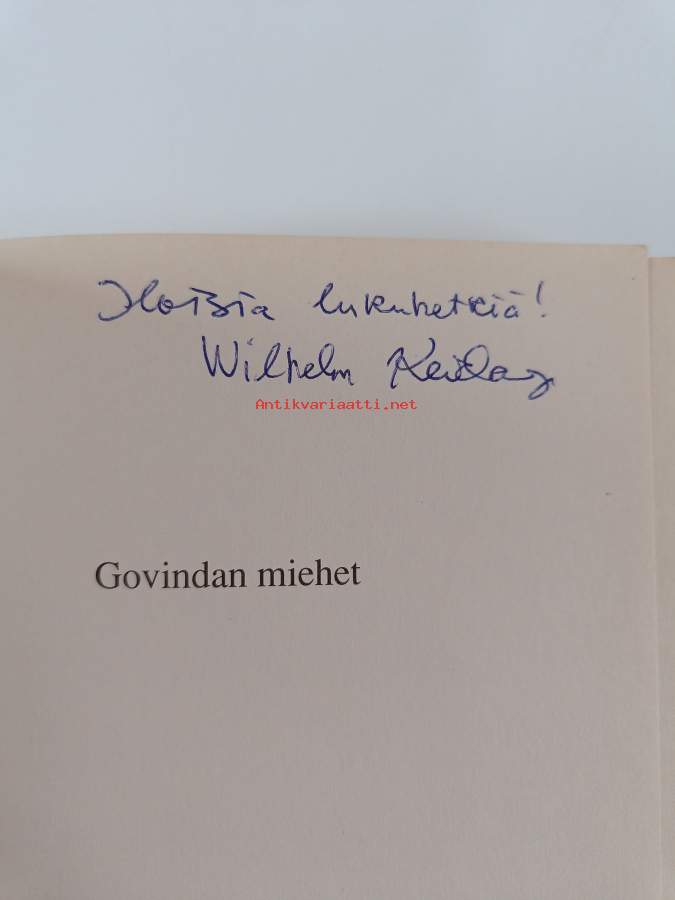 Iloisia lukuhetkiä!
Wilhelm
Antikvariaatti.net
Govindan miehet